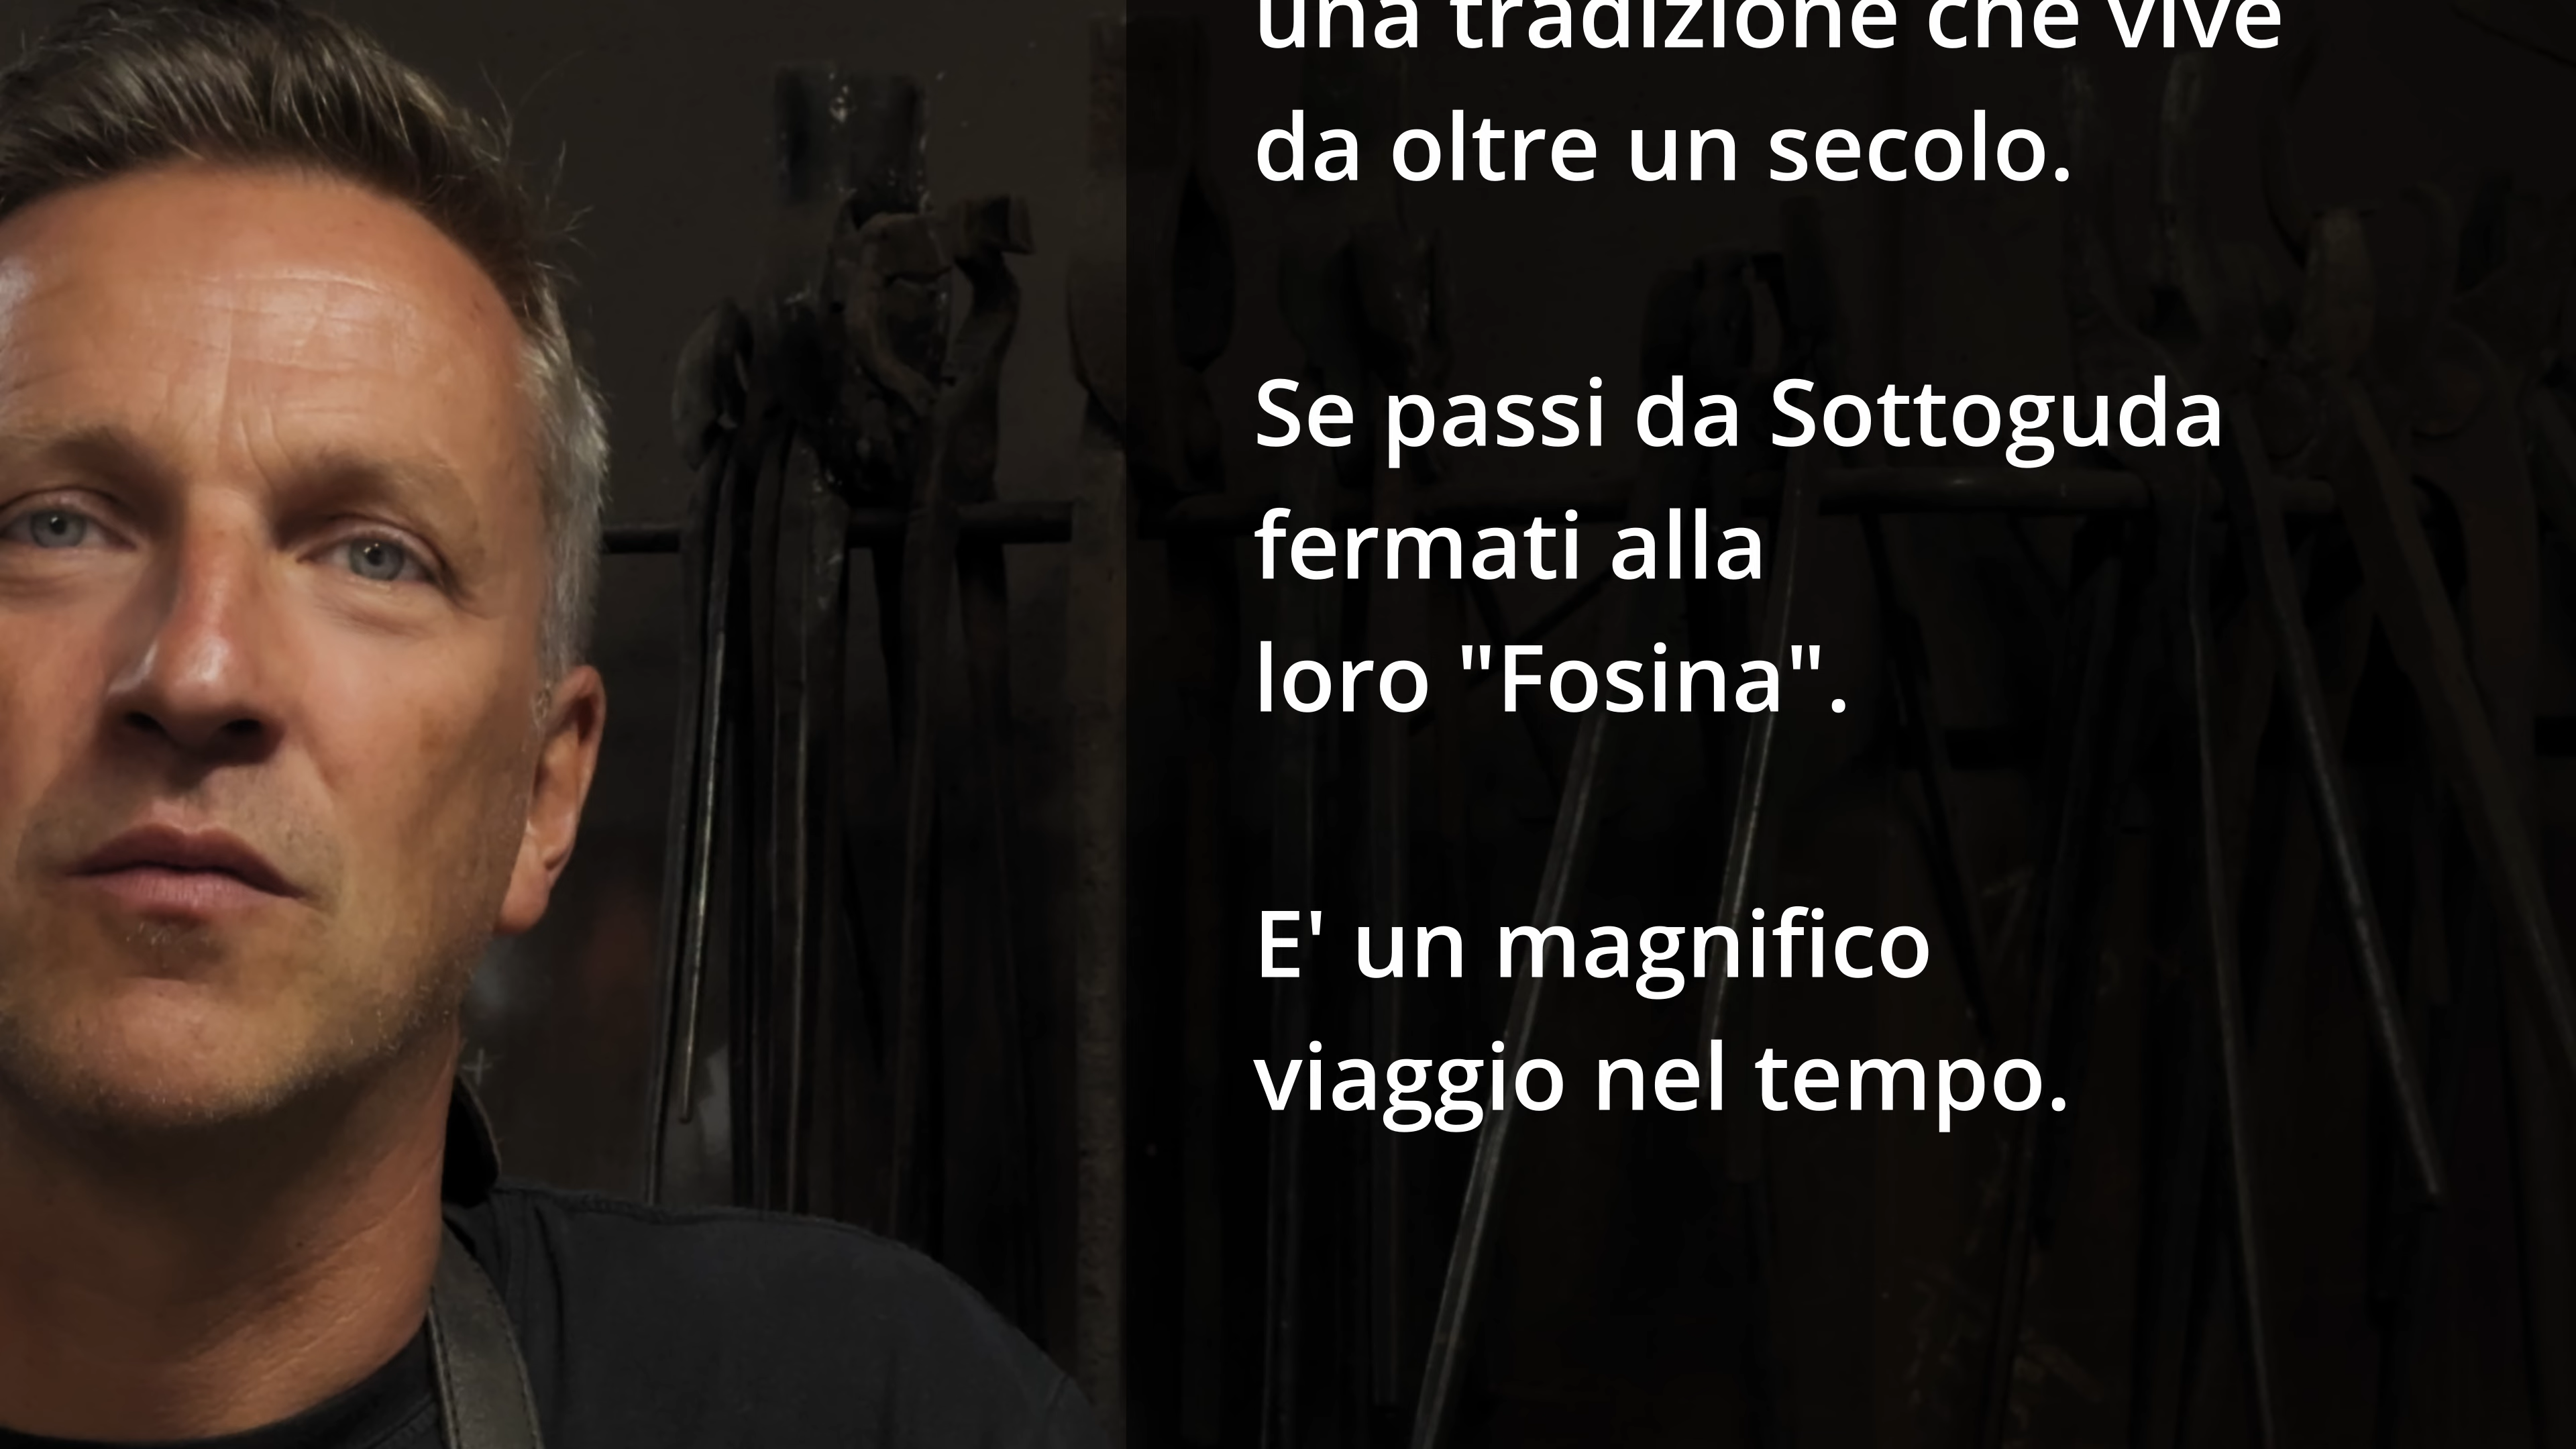 una tradizione che vive
da oltre un secolo.
Se passi da Sottoguda
fermati alla
loro "Fosina".
E' un magnifico
viaggio nel tempo.